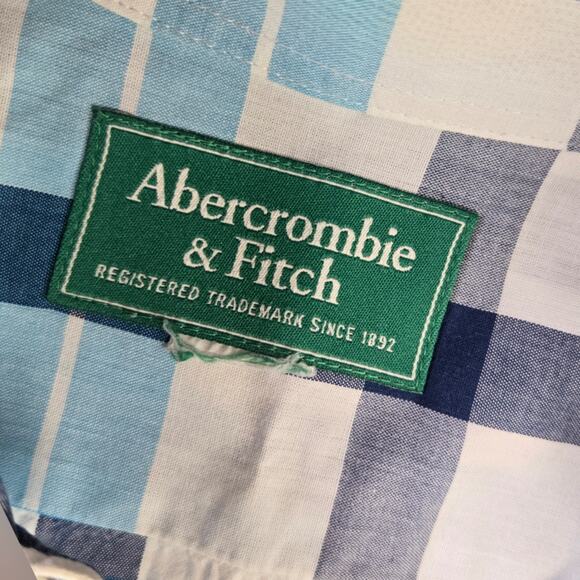 Abercrombie
& Fitch
REGISTERED TRADEMARK SINCE 1892